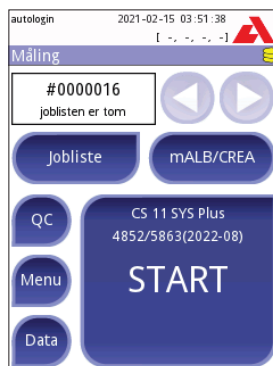 autologin 2021-02-15 03:51:38
[ -, -, -, -]
Måling
#0000016
joblisten er tom
Jobliste mALB/CREA
QC
CS 11 SYS Plus
4852/5863(2022-08)
Menu
START
Data